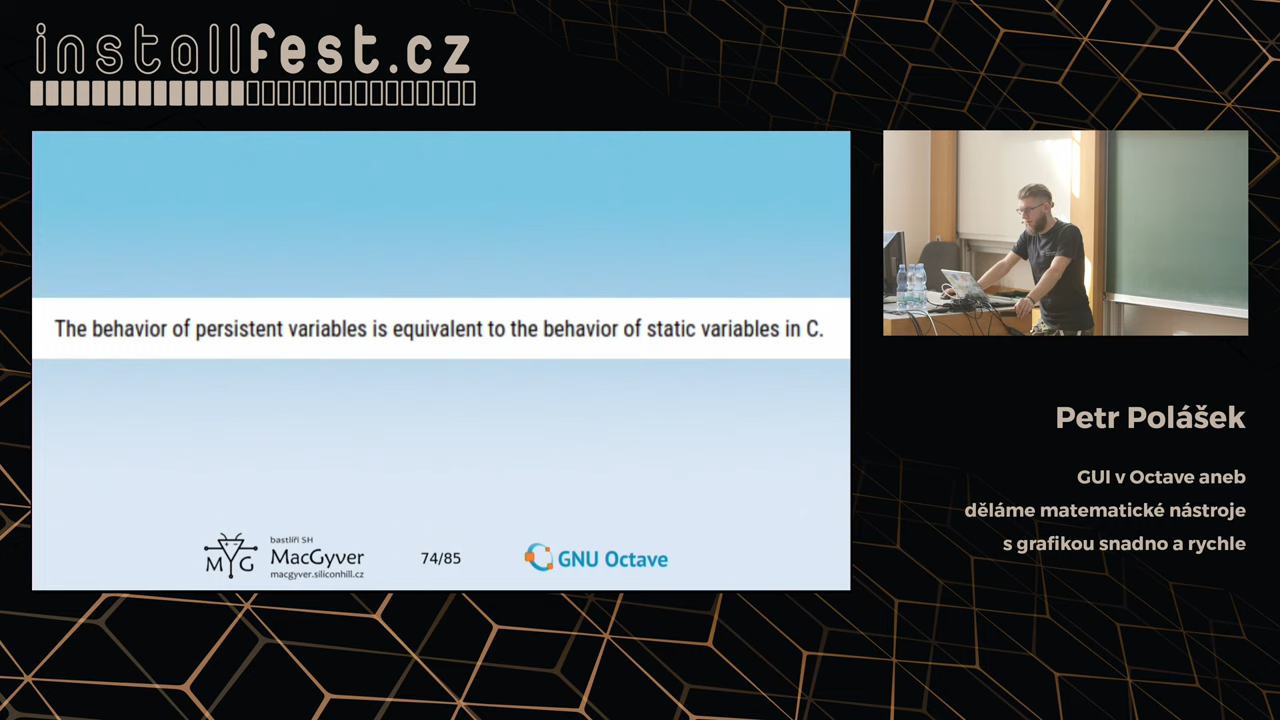 installfest.cz
The behavior of persistent variables is equivalent to the behavior of static variables in C.
bastlíři SH
MYG MacGyver
macgyver.siliconhill.cz
74/85
GNU Octave
Petr Polášek
GUI v Octave aneb
děláme matematické nástroje
s grafikou snadno a rychle